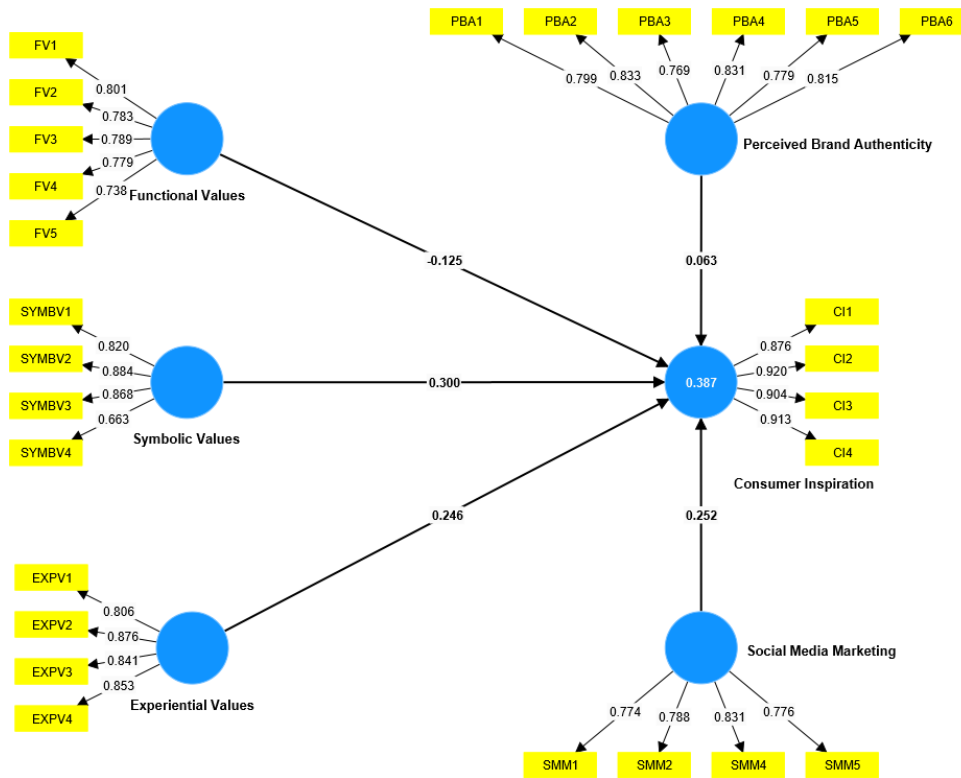 PBA1 PBA2 PBA3 PBA4 PBA5 PBA6
0.799 0.833 0.769 0.831 0.779 0.815
Perceived Brand Authenticity
FV1
FV2
FV3
FV4
FV5
0.801
0.783
0.789
0.779
0.738
Functional Values
-0.125
0.063
SYMBV1
SYMBV2
SYMBV3
SYMBV4
0.820
0.884
0.868
0.663
Symbolic Values
0.300
0.387
CI1
CI2
CI3
CI4
0.876
0.920
0.904
0.913
Consumer Inspiration
0.246
0.252
EXPV1
EXPV2
EXPV3
EXPV4
0.806
0.876
0.841
0.853
Experiential Values
Social Media Marketing
0.774 0.788 0.831 0.776
SMM1 SMM2 SMM4 SMM5